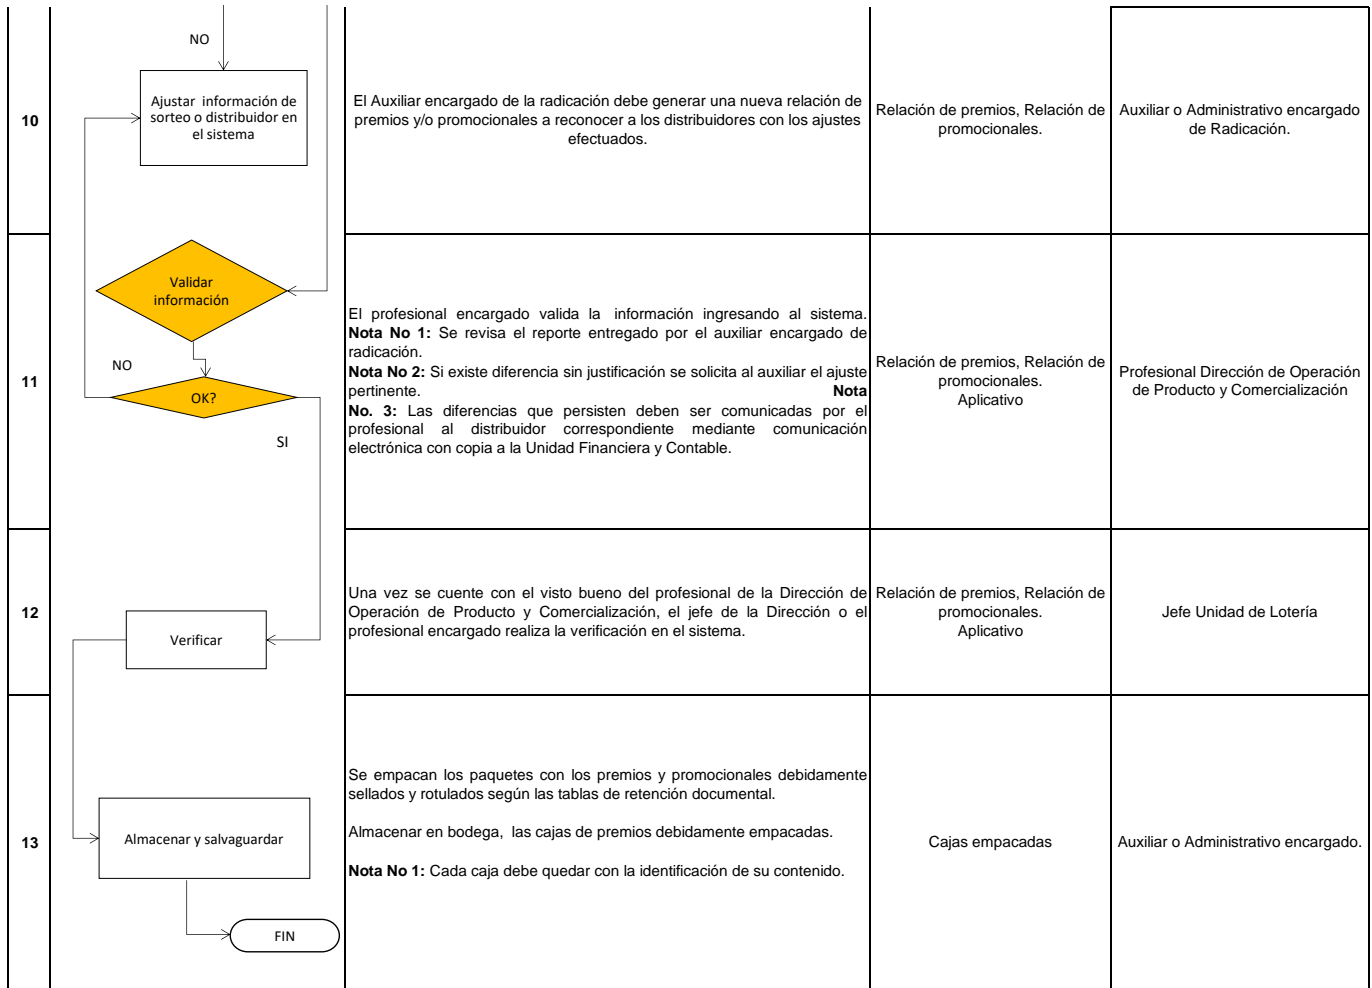 NO
10
Ajustar información de
sorteo o distribuidor en
el sistema
El Auxiliar encargado de la radicación debe generar una nueva relación de
premios y/o promocionales a reconocer a los distribuidores con los ajustes
efectuados.
Relación de premios, Relación de
promocionales.
Auxiliar o Administrativo encargado
de Radicación.
11
Validar
información
NO
OK?
SI
El profesional encargado valida la información ingresando al sistema.
Nota No 1: Se revisa el reporte entregado por el auxiliar encargado de
radicación.
Nota No 2: Si existe diferencia sin justificación se solicita al auxiliar el ajuste
pertinente. Nota
No. 3: Las diferencias que persisten deben ser comunicadas por el
profesional al distribuidor correspondiente mediante comunicación
electrónica con copia a la Unidad Financiera y Contable.
Relación de premios, Relación de
promocionales.
Aplicativo
Profesional Dirección de Operación
de Producto y Comercialización
12
Verificar
Una vez se cuente con el visto bueno del profesional de la Dirección de
Operación de Producto y Comercialización, el jefe de la Dirección o el
profesional encargado realiza la verificación en el sistema.
Relación de premios, Relación de
promocionales.
Aplicativo
Jefe Unidad de Lotería
13
Almacenar y salvaguardar
FIN
Se empacan los paquetes con los premios y promocionales debidamente
sellados y rotulados según las tablas de retención documental.
Almacenar en bodega, las cajas de premios debidamente empacadas.
Nota No 1: Cada caja debe quedar con la identificación de su contenido.
Cajas empacadas
Auxiliar o Administrativo encargado.